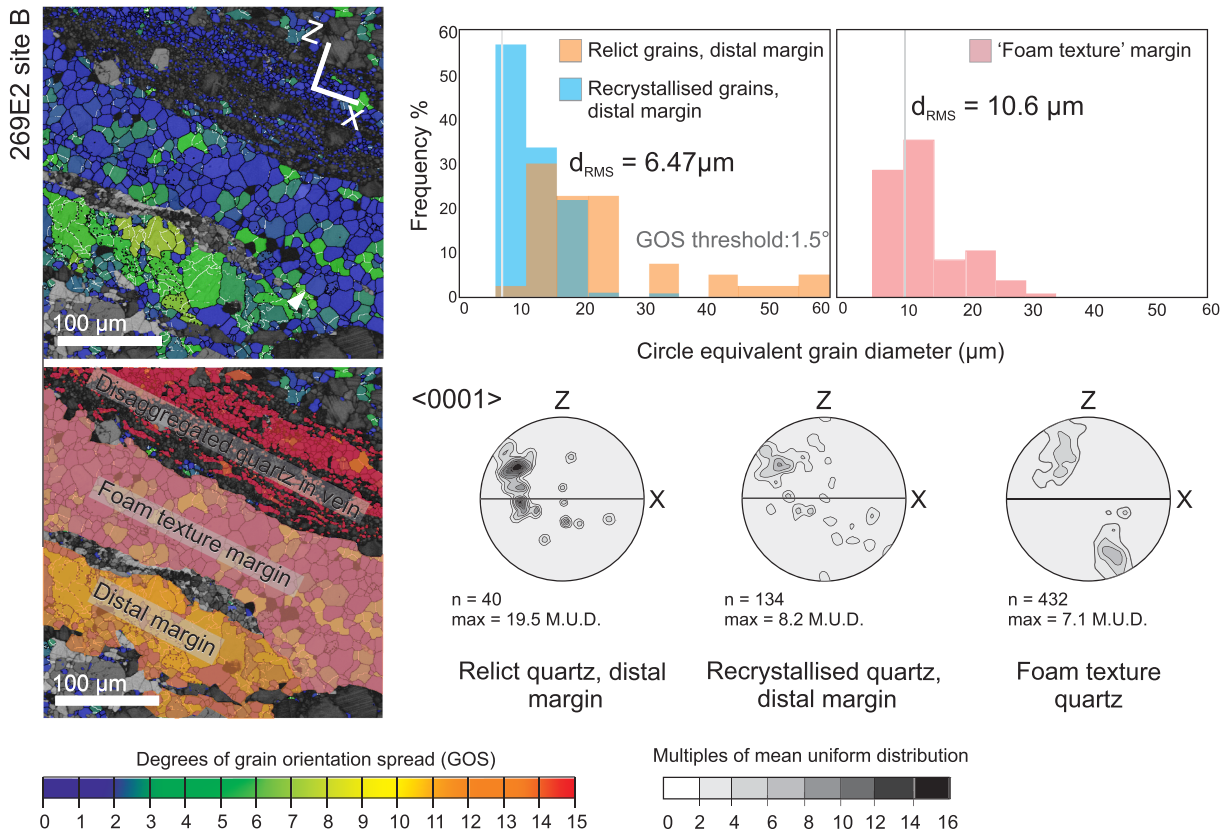 269E2 site B
Z
X
100 µm
Disaggregated quartz in vein
Foam texture margin
Distal margin
100 µm
Frequency %
60
50
40
30
20
10
0
Relict grains, distal margin
Recrystallised grains,
distal margin
dRMS = 6.47µm
GOS threshold:1.5°
0 10 20 30 40 50 60
'Foam texture' margin
dRMS = 10.6 µm
0 10 20 30 40 50 60
Circle equivalent grain diameter (µm)
<0001>
Z
X
n = 40
max = 19.5 M.U.D.
Relict quartz, distal
margin
Z
X
n = 134
max = 8.2 M.U.D.
Recrystallised quartz,
distal margin
Z
X
n = 432
max = 7.1 M.U.D.
Foam texture
quartz
Degrees of grain orientation spread (GOS)
0 1 2 3 4 5 6 7 8 9 10 11 12 13 14 15
Multiples of mean uniform distribution
0 2 4 6 8 10 12 14 16